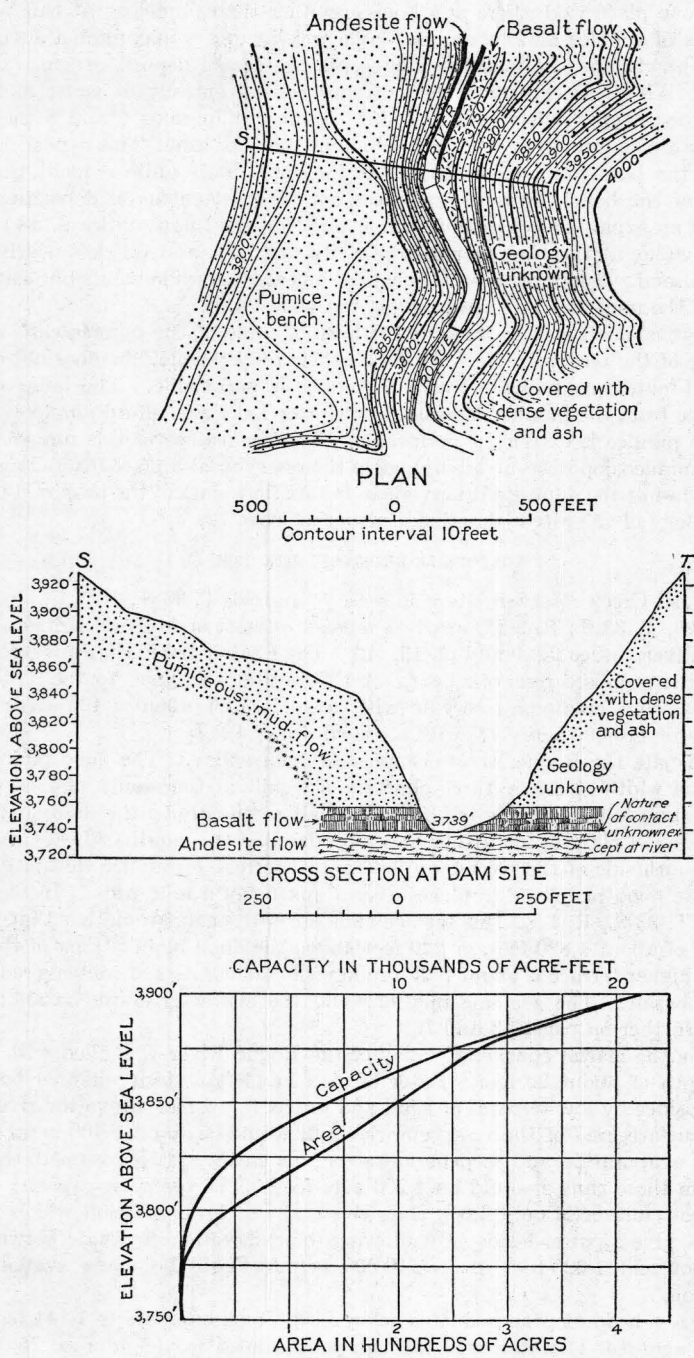 Andesite flow
Basalt flow
S
T
RIVER
3750
3800
3850
3900
3950
4000
3900
Geology unknown
Pumice bench
3850
3800
ROGUE
Covered with dense vegetation and ash
PLAN
500 0 500 FEET
Contour interval 10 feet
S. T.
3,920'
3,900'
3,880'
3,860'
3,840'
3,820'
3,800'
3,780'
3,760'
3,740'
3,720'
ELEVATION ABOVE SEA LEVEL
Pumiceous mud flow
Covered with dense vegetation and ash
Geology unknown
Basalt flow
3739'
Andesite flow
Nature of contact unknown except at river
CROSS SECTION AT DAM SITE
250 0 250 FEET
CAPACITY IN THOUSANDS OF ACRE-FEET
10 20
3,900'
3,850'
3,800'
3,750'
ELEVATION ABOVE SEA LEVEL
Capacity
Area
1 2 3 4
AREA IN HUNDREDS OF ACRES